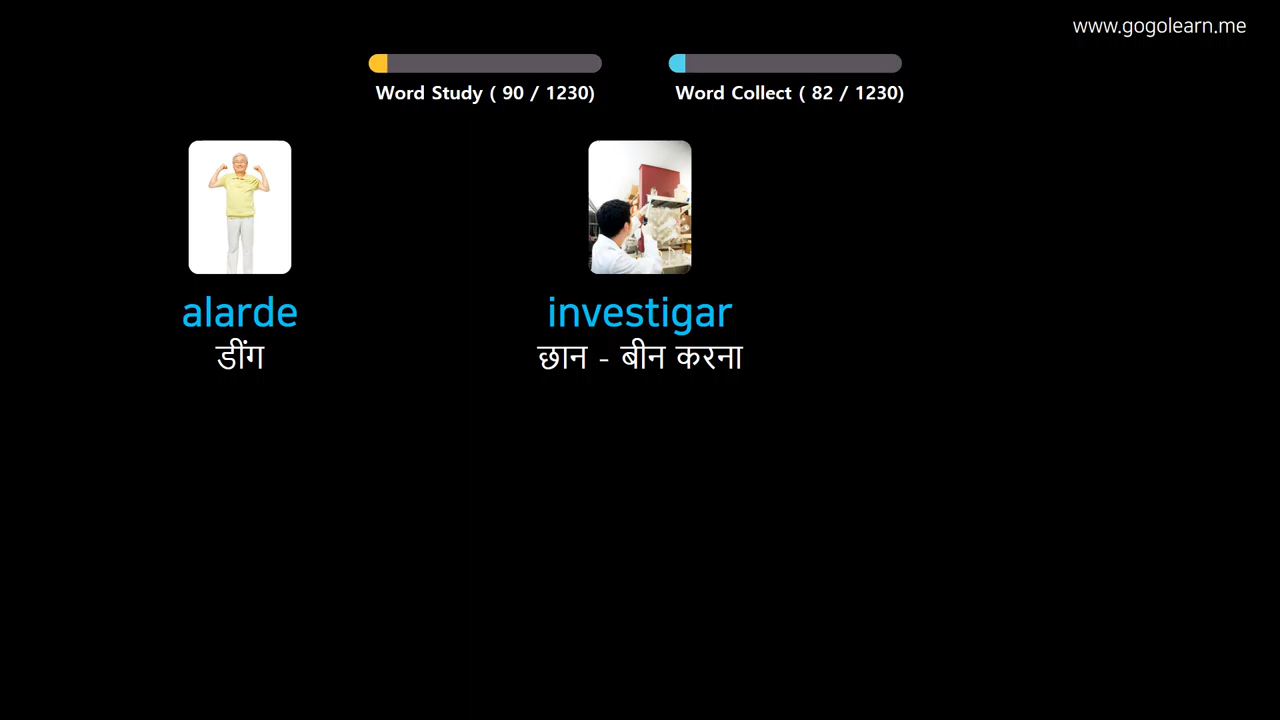 www.gogolearn.me
Word Study ( 90 / 1230)
Word Collect ( 82 / 1230)
alarde
डींग
investigar
छान - बीन करना